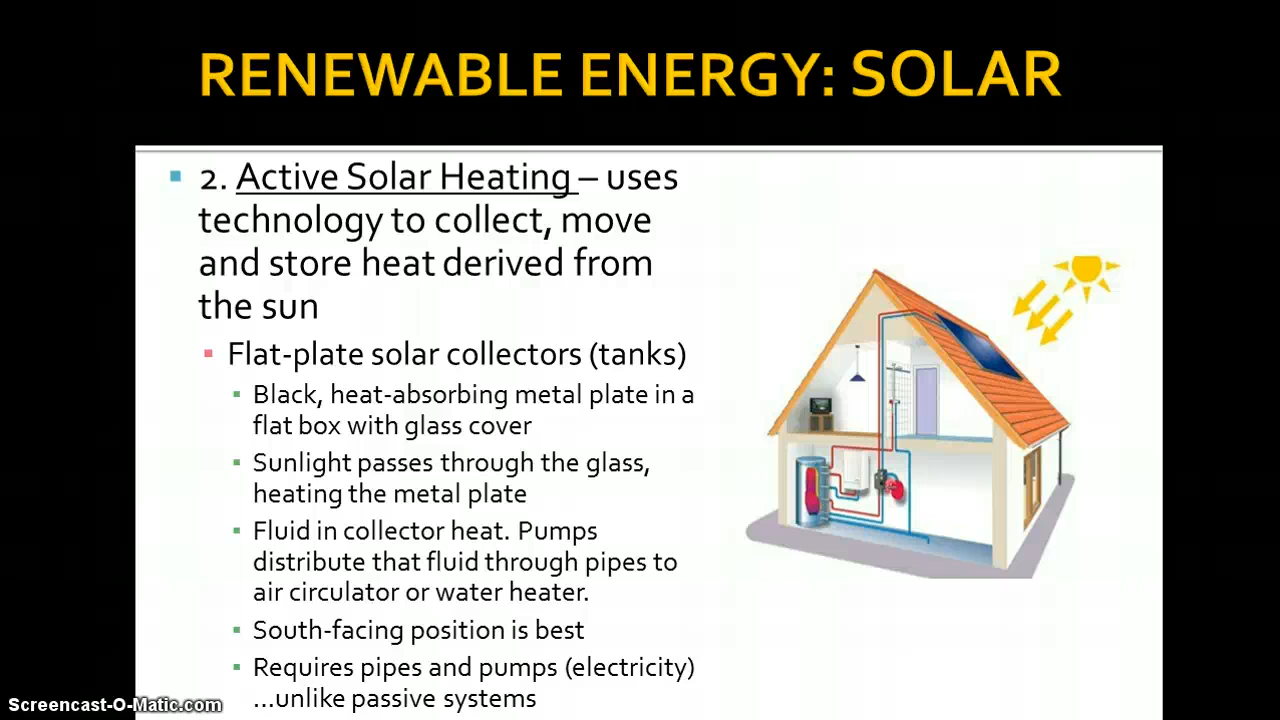 RENEWABLE ENERGY: SOLAR
2. Active Solar Heating – uses
technology to collect, move
and store heat derived from
the sun
Flat-plate solar collectors (tanks)
Black, heat-absorbing metal plate in a
flat box with glass cover
Sunlight passes through the glass,
heating the metal plate
Fluid in collector heat. Pumps
distribute that fluid through pipes to
air circulator or water heater.
South-facing position is best
Requires pipes and pumps (electricity)
...unlike passive systems
Screencast-O-Matic.com